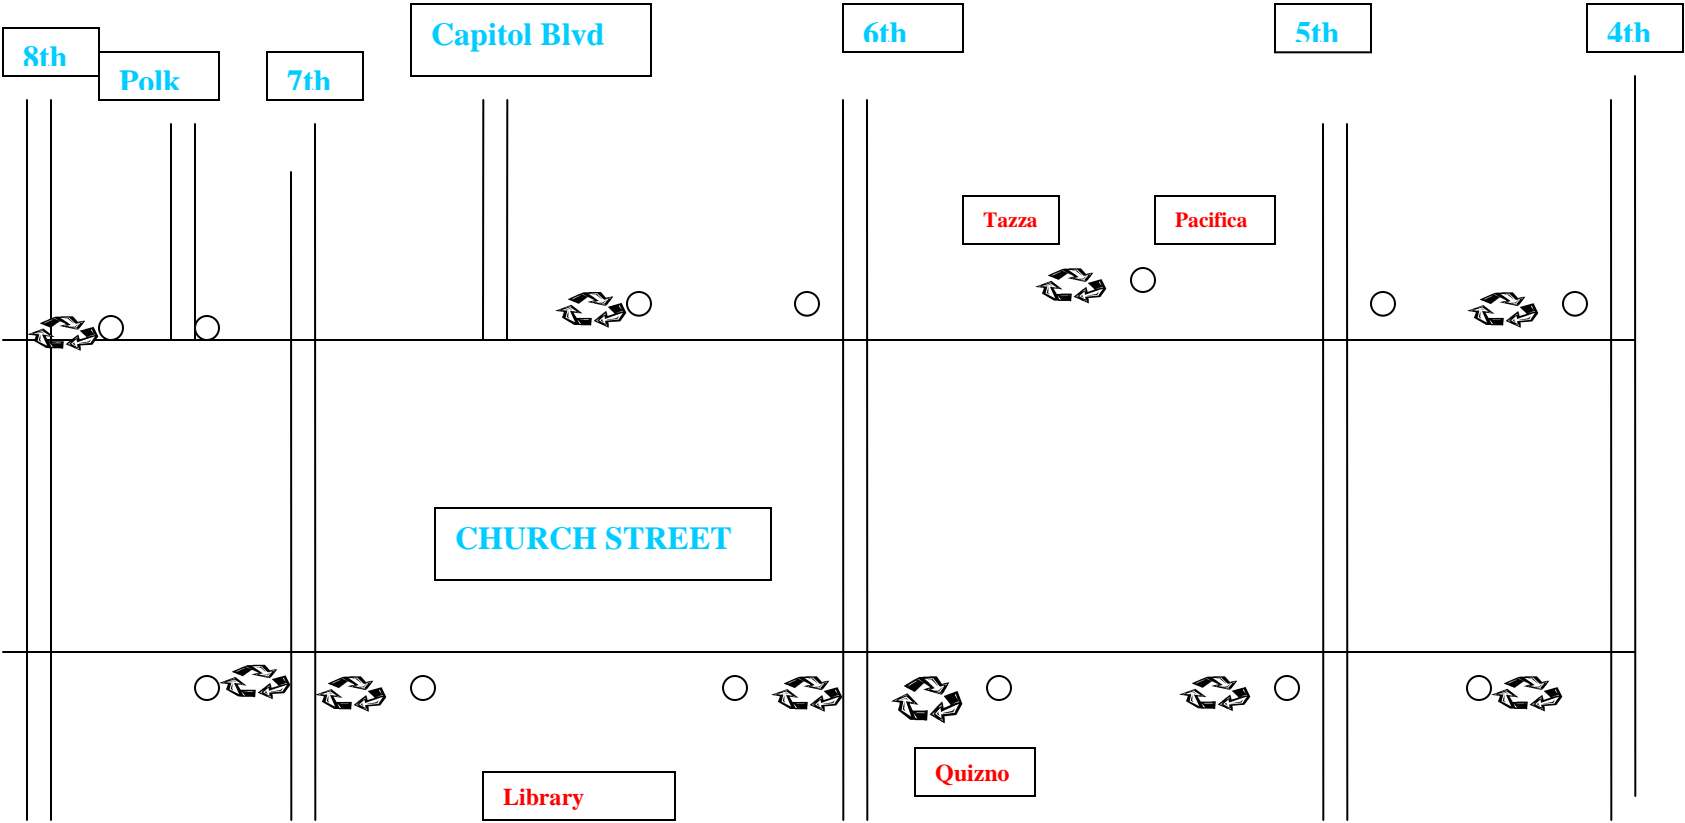 8th
Polk
7th
Capitol Blvd
6th
5th
4th
Tazza
Pacifica
CHURCH STREET
Library
Quizno